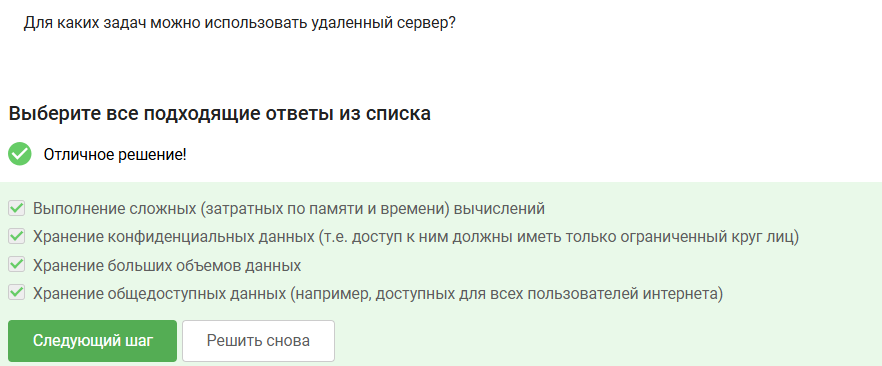 Для каких задач можно использовать удаленный сервер?
Выберите все подходящие ответы из списка
Отличное решение!
Выполнение сложных (затратных по памяти и времени) вычислений
Хранение конфиденциальных данных (т.е. доступ к ним должны иметь только ограниченный круг лиц)
Хранение больших объемов данных
Хранение общедоступных данных (например, доступных для всех пользователей интернета)
Следующий шаг
Решить снова